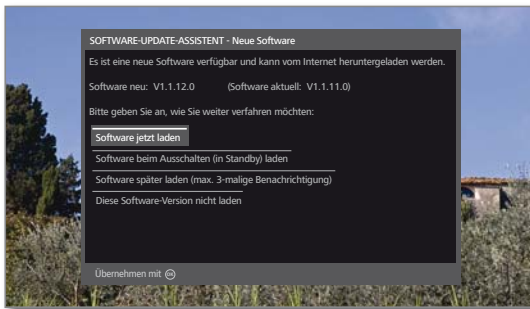 SOFTWARE-UPDATE-ASSISTENT - Neue Software
Es ist eine neue Software verfügbar und kann vom Internet heruntergeladen werden.
Software neu: V1.1.12.0 (Software aktuell: V1.1.11.0)
Bitte geben Sie an, wie Sie weiter verfahren möchten:
Software jetzt laden
Software beim Ausschalten (in Standby) laden
Software später laden (max. 3-malige Benachrichtigung)
Diese Software-Version nicht laden
Übernehmen mit OK